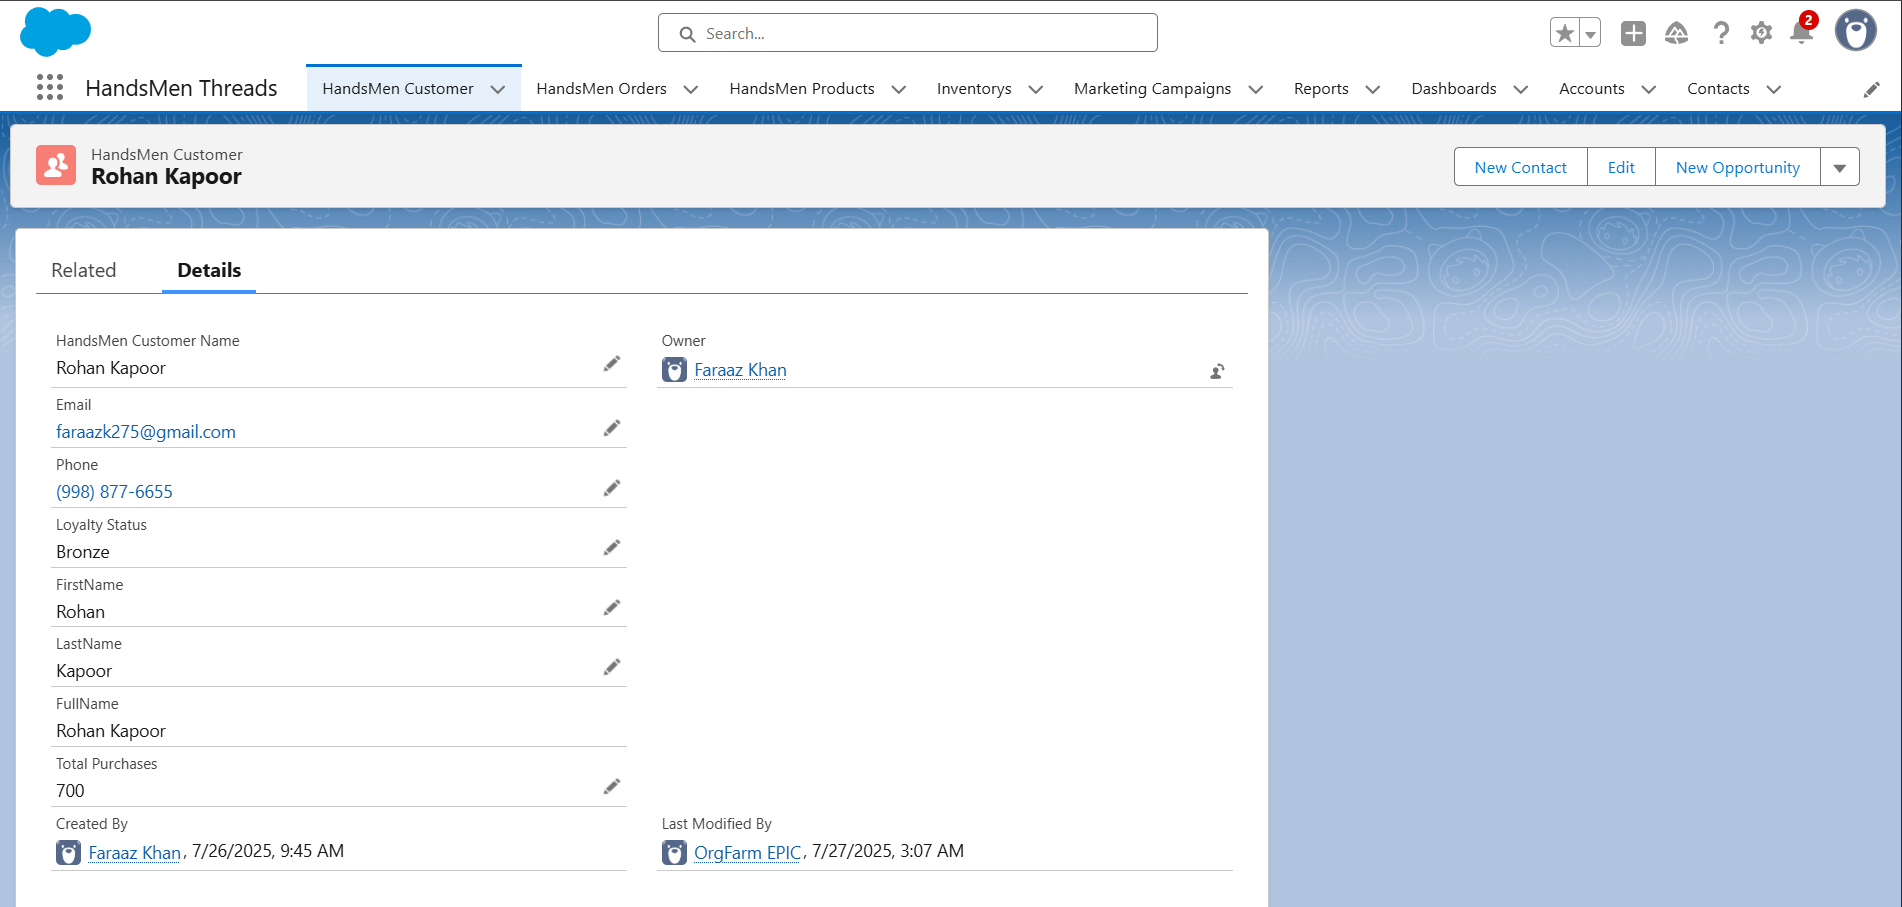 Search...
2
HandsMen Threads
HandsMen Customer
HandsMen Orders
HandsMen Products
Inventorys
Marketing Campaigns
Reports
Dashboards
Accounts
Contacts
HandsMen Customer
Rohan Kapoor
New Contact
Edit
New Opportunity
Related
Details
HandsMen Customer Name
Rohan Kapoor
Owner
Faraaz Khan
Email
faraazk275@gmail.com
Phone
(998) 877-6655
Loyalty Status
Bronze
FirstName
Rohan
LastName
Kapoor
FullName
Rohan Kapoor
Total Purchases
700
Created By
Faraaz Khan, 7/26/2025, 9:45 AM
Last Modified By
OrgFarm EPIC, 7/27/2025, 3:07 AM